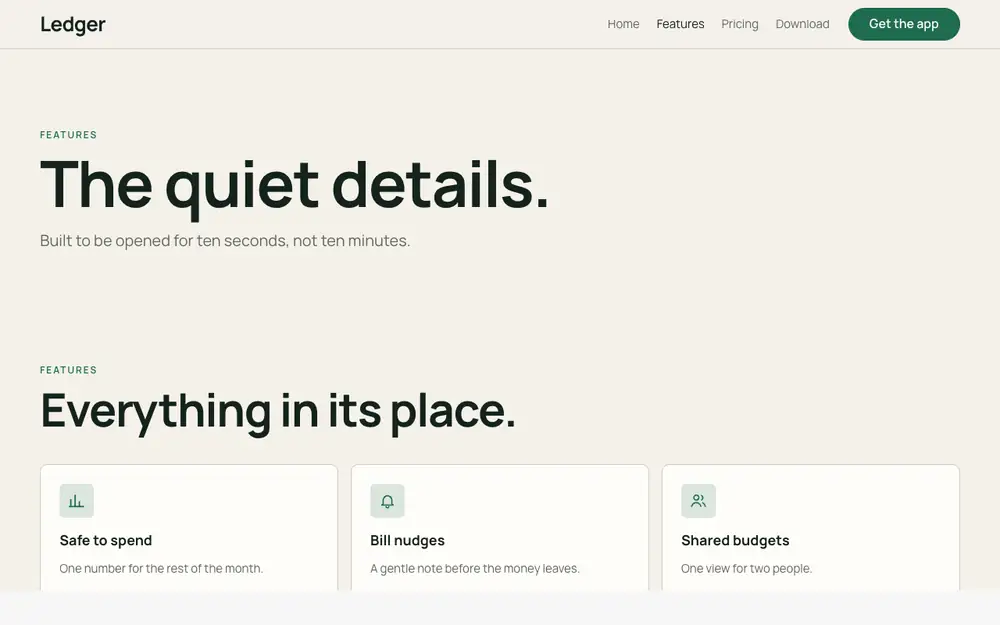 Ledger
Home Features Pricing Download Get the app
FEATURES
The quiet details.
Built to be opened for ten seconds, not ten minutes.
FEATURES
Everything in its place.
Safe to spend
One number for the rest of the month.
Bill nudges
A gentle note before the money leaves.
Shared budgets
One view for two people.